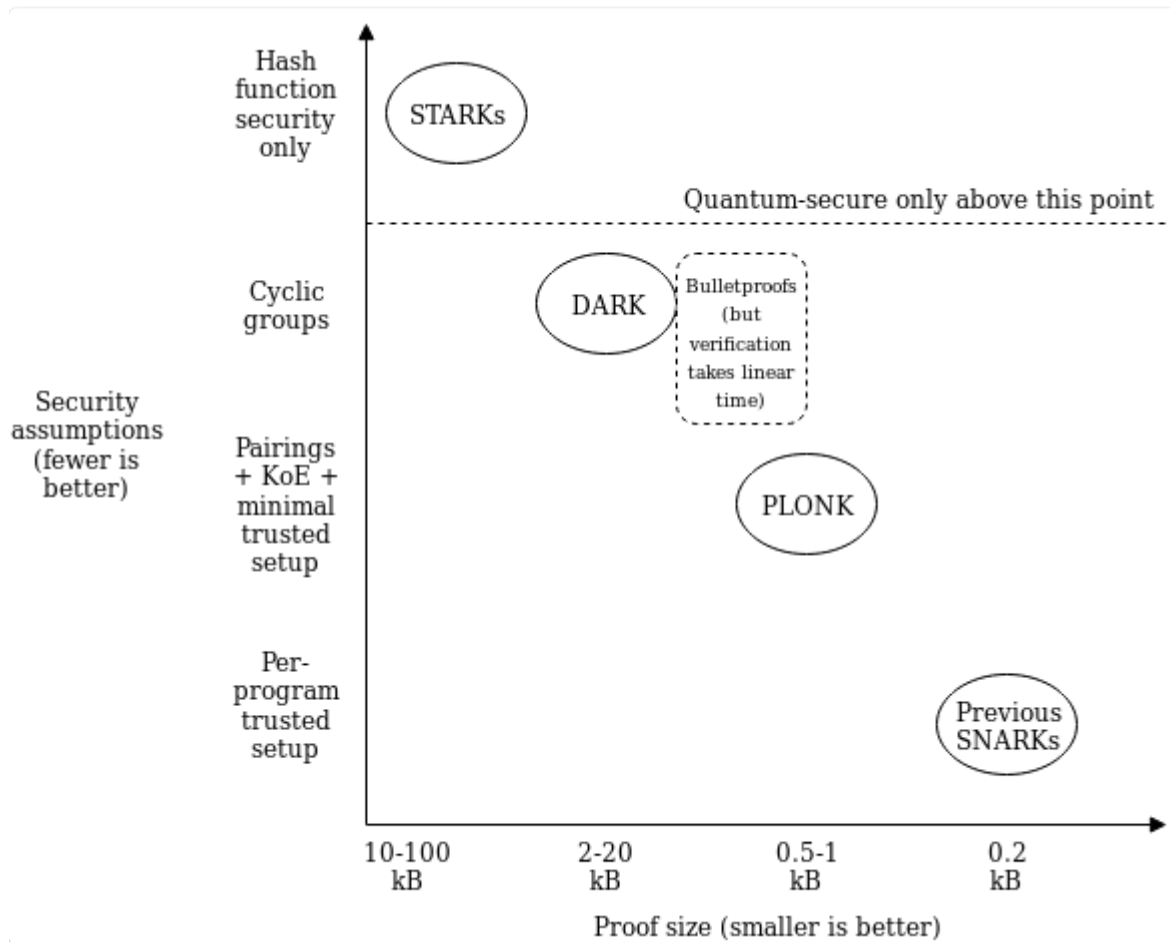 Hash
function
security
only
STARKs
Quantum-secure only above this point
Cyclic
groups
DARK
Bulletproofs
(but
verification
takes linear
time)
Security
assumptions
(fewer is
better)
Pairings
+ KoE +
minimal
trusted
setup
PLONK
Per-
program
trusted
setup
Previous
SNARKs
10-100
kB
2-20
kB
0.5-1
kB
0.2
kB
Proof size (smaller is better)